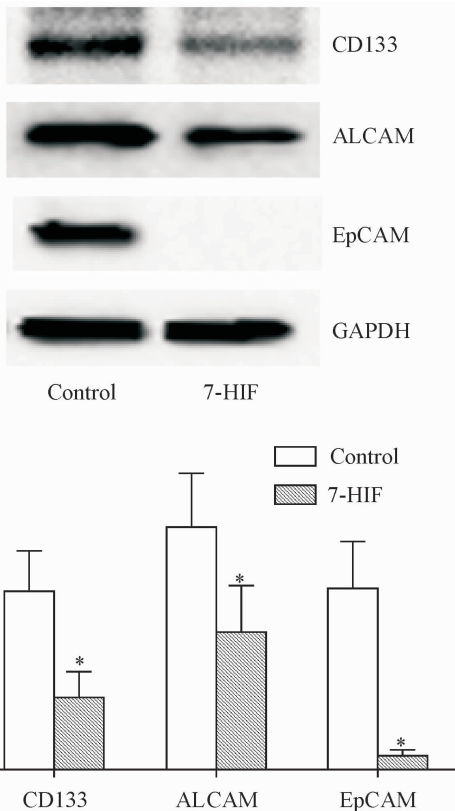 CD133
ALCAM
EpCAM
GAPDH
Control 7-HIF
Control
7-HIF
*
*
*
CD133 ALCAM EpCAM